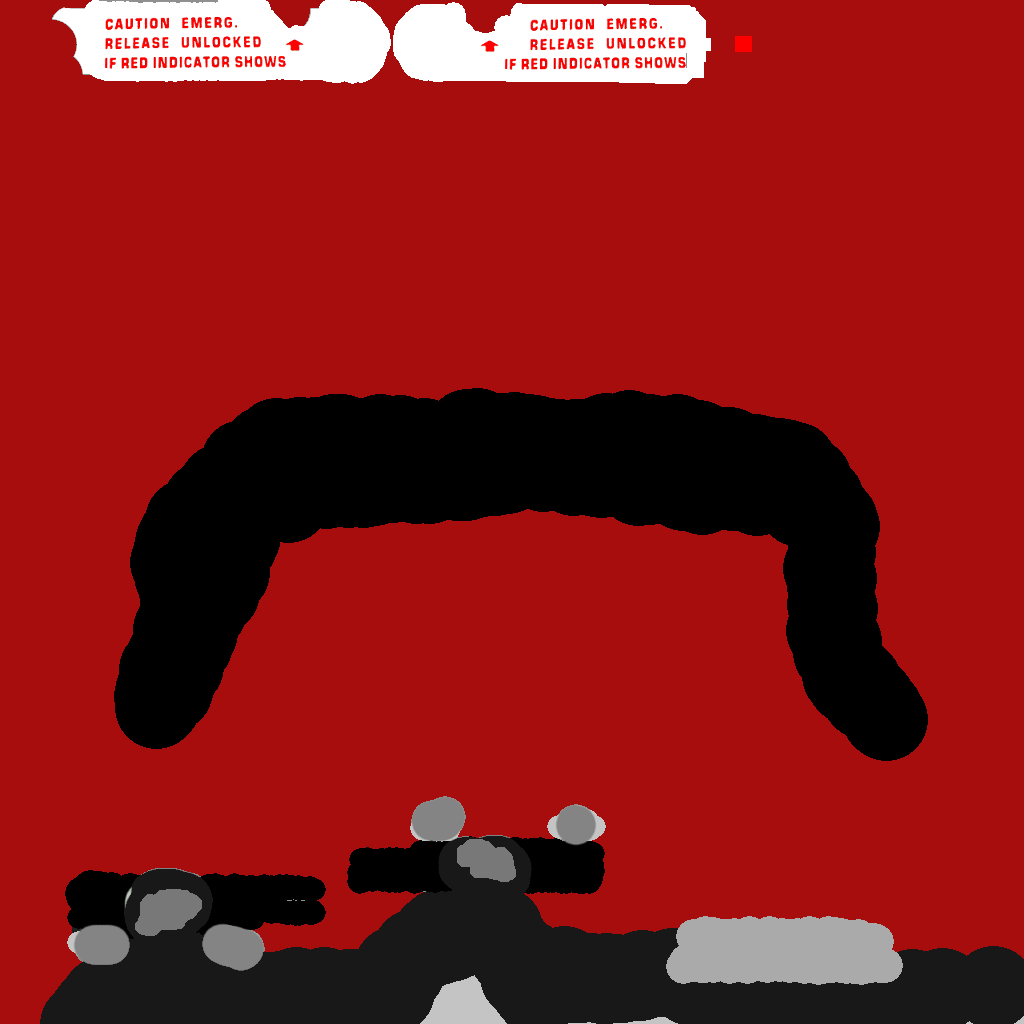 CAUTION EMERG.
RELEASE UNLOCKED
IF RED INDICATOR SHOWS
CAUTION EMERG.
RELEASE UNLOCKED
IF RED INDICATOR SHOWS